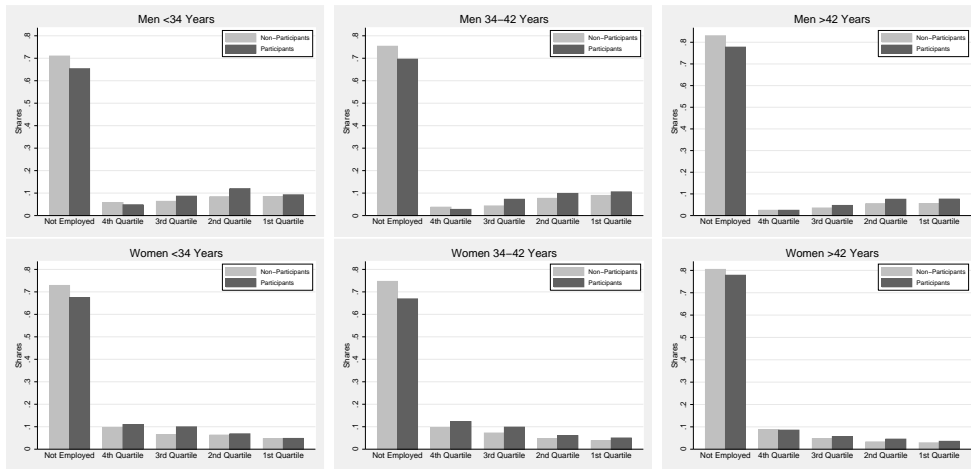 Men <34 Years
Non−Participants
Participants
Shares
0 .1 .2 .3 .4 .5 .6 .7 .8
Not Employed 4th Quartile 3rd Quartile 2nd Quartile 1st Quartile
Men 34−42 Years
Non−Participants
Participants
Shares
0 .1 .2 .3 .4 .5 .6 .7 .8
Not Employed 4th Quartile 3rd Quartile 2nd Quartile 1st Quartile
Men >42 Years
Non−Participants
Participants
Shares
0 .1 .2 .3 .4 .5 .6 .7 .8
Not Employed 4th Quartile 3rd Quartile 2nd Quartile 1st Quartile
Women <34 Years
Non−Participants
Participants
Shares
0 .1 .2 .3 .4 .5 .6 .7 .8
Not Employed 4th Quartile 3rd Quartile 2nd Quartile 1st Quartile
Women 34−42 Years
Non−Participants
Participants
Shares
0 .1 .2 .3 .4 .5 .6 .7 .8
Not Employed 4th Quartile 3rd Quartile 2nd Quartile 1st Quartile
Women >42 Years
Non−Participants
Participants
Shares
0 .1 .2 .3 .4 .5 .6 .7 .8
Not Employed 4th Quartile 3rd Quartile 2nd Quartile 1st Quartile